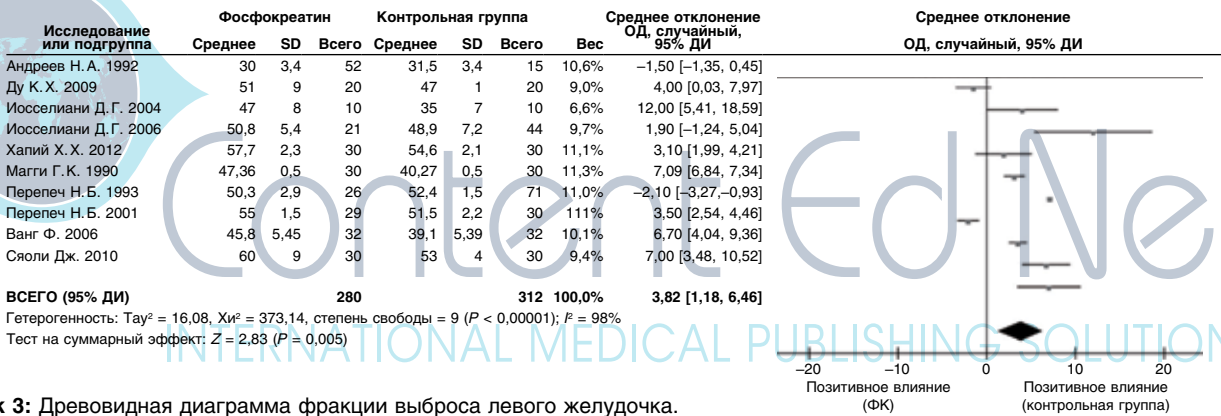 Фосфокреатин Контрольная группа Среднее отклонение Среднее отклонение
Исследование или подгруппа Среднее SD Всего Среднее SD Всего Вес ОД, случайный, 95% ДИ ОД, случайный, 95% ДИ
Андреев Н.А. 1992 30 3,4 52 31,5 3,4 15 10,6% –1,50 [–1,35, 0,45]
Ду К.Х. 2009 51 9 20 47 1 20 9,0% 4,00 [0,03, 7,97]
Иосселиани Д.Г. 2004 47 8 10 35 7 10 6,6% 12,00 [5,41, 18,59]
Иосселиани Д.Г. 2006 50,8 5,4 21 48,9 7,2 44 9,7% 1,90 [–1,24, 5,04]
Хапий Х.Х. 2012 57,7 2,3 30 54,6 2,1 30 11,1% 3,10 [1,99, 4,21]
Магги Г.К. 1990 47,36 0,5 30 40,27 0,5 30 11,3% 7,09 [6,84, 7,34]
Перепеч Н.Б. 1993 50,3 2,9 26 52,4 1,5 71 11,0% –2,10 [–3,27,–0,93]
Перепеч Н.Б. 2001 55 1,5 29 51,5 2,2 30 111% 3,50 [2,54, 4,46]
Ванг Ф. 2006 45,8 5,45 32 39,1 5,39 32 10,1% 6,70 [4,04, 9,36]
Сяоли Дж. 2010 60 9 30 53 4 30 9,4% 7,00 [3,48, 10,52]
Content Ed Ne
ВСЕГО (95% ДИ) 280 312 100,0% 3,82 [1,18, 6,46]
Гетерогенность: Тау² = 16,08, Хи² = 373,14, степень свободы = 9 (P < 0,00001); I² = 98%
Тест на суммарный эффект: Z = 2,83 (P = 0,005)
INTERNATIONAL MEDICAL PUBLISHING SOLUTION
–20 –10 0 10 20
Позитивное влияние (ФК) Позитивное влияние (контрольная группа)
к 3: Древовидная диаграмма фракции выброса левого желудочка.